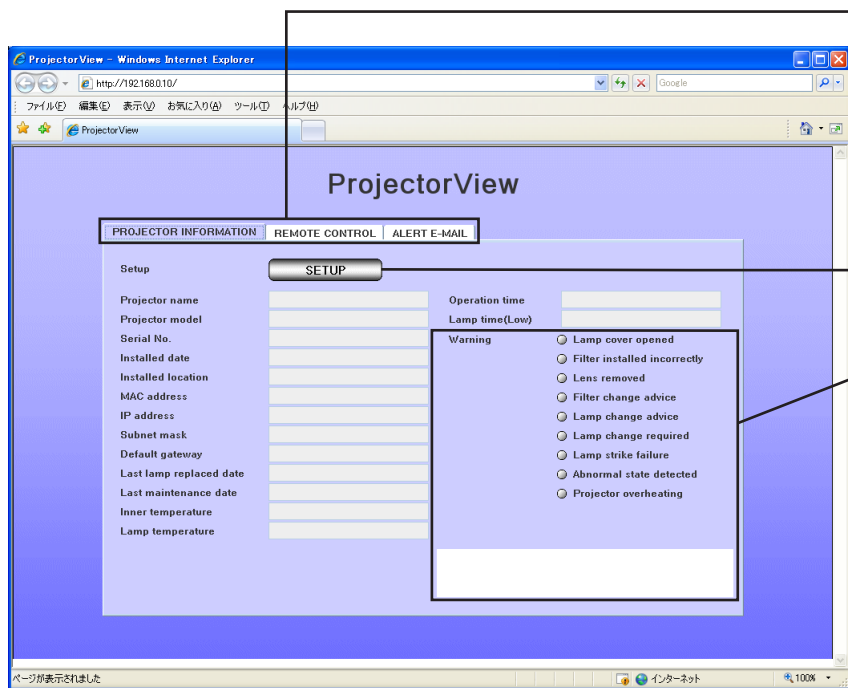 ProjectorView - Windows Internet Explorer
http://192.168.0.10/
Google
ファイル(F) 編集(E) 表示(V) お気に入り(A) ツール(T) ヘルプ(H)
ProjectorView
ProjectorView
PROJECTOR INFORMATION REMOTE CONTROL ALERT E-MAIL
Setup SETUP
Projector name
Projector model
Serial No.
Installed date
Installed location
MAC address
IP address
Subnet mask
Default gateway
Last lamp replaced date
Last maintenance date
Inner temperature
Lamp temperature
Operation time
Lamp time(Low)
Warning
Lamp cover opened
Filter installed incorrectly
Lens removed
Filter change advice
Lamp change advice
Lamp change required
Lamp strike failure
Abnormal state detected
Projector overheating
ページが表示されました
インターネット
100%